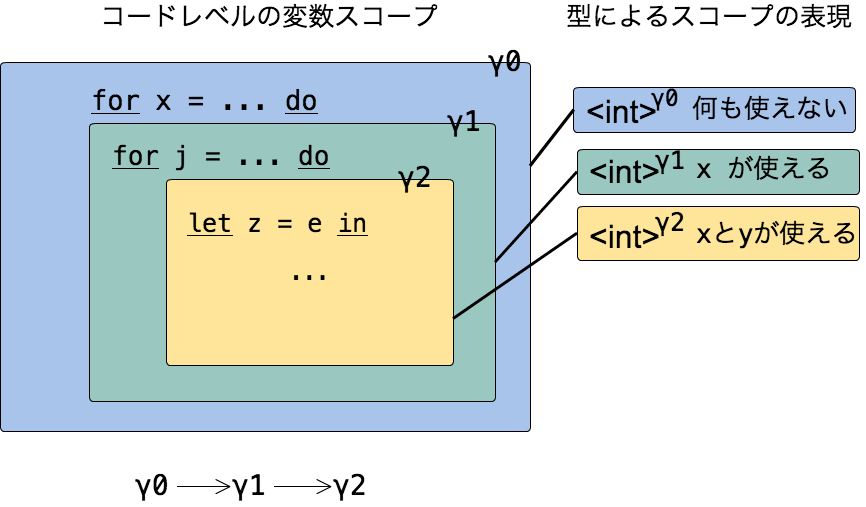 コードレベルの変数スコープ
型によるスコープの表現
γ0
for x = ... do
γ1
for j = ... do
γ2
let z = e in
...
<int>γ0 何も使えない
<int>γ1 x が使える
<int>γ2 xとyが使える
γ0 → γ1 → γ2